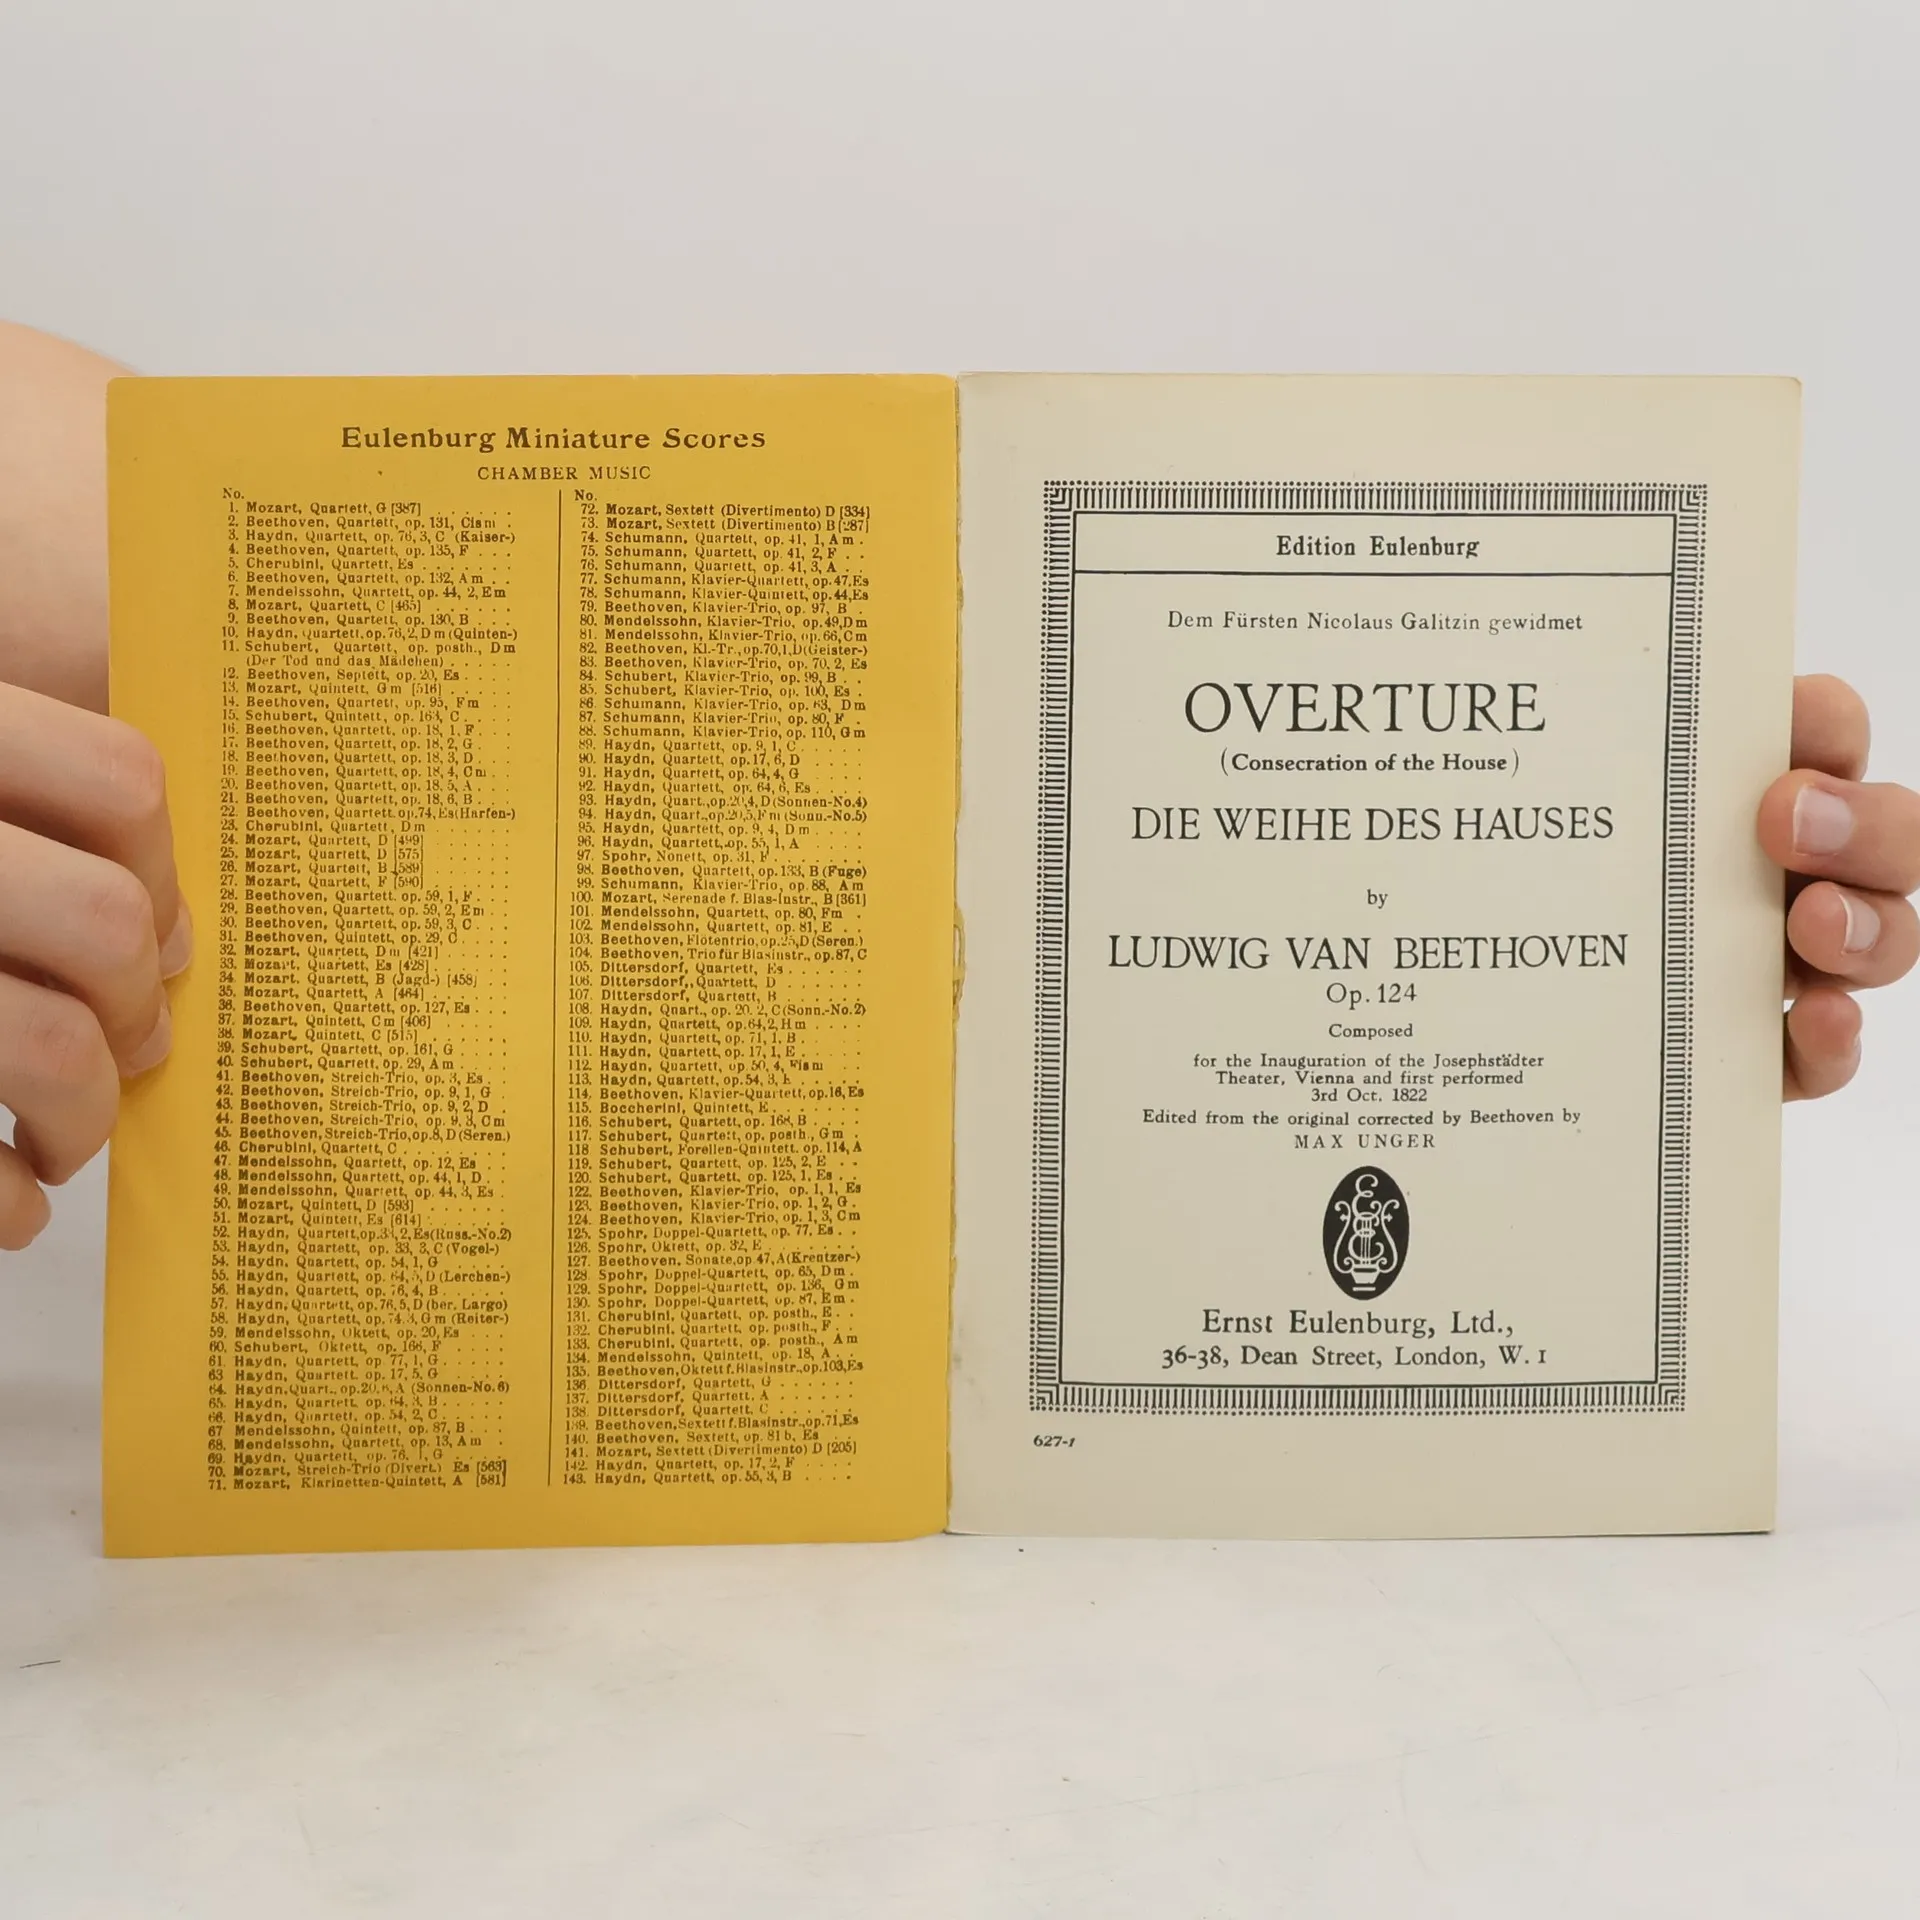 Eulenburg Miniature Scores
CHAMBER MUSIC
No.
1. Mozart, Quartett, G [387] . . . . . .
2. Beethoven, Quartett, op. 131, Cism .
3. Haydn, Quartett, op. 76, 3, C (Kaiser-)
4. Beethoven, Quartett, op. 135, F . . .
5. Cherubini, Quartett, Es . . . . . . .
6. Beethoven, Quartett, op. 132, Am . .
7. Mendelssohn, Quartett, op. 44, 2, Em
8. Mozart, Quartett, C [465] . . . . . .
9. Beethoven, Quartett, op. 130, B . . .
10. Haydn, Quartett, op. 76, 2, Dm (Quinten-)
11. Schubert, Quartett, op. posth., Dm
(Der Tod und das Mädchen) . . . . .
12. Beethoven, Septett, op. 20, Es . . . .
13. Mozart, Quintett, Gm [516] . . . . .
14. Beethoven, Quartett, op. 95, Fm . .
15. Schubert, Quintett, op. 163, C . . . .
16. Beethoven, Quartett, op. 18, 1, F . . .
17. Beethoven, Quartett, op. 18, 2, G . .
18. Beethoven, Quartett, op. 18, 3, D . . .
19. Beethoven, Quartett, op. 18, 4, Cm . .
20. Beethoven, Quartett, op. 18, 5, A . . .
21. Beethoven, Quartett, op. 18, 6, B . . .
22. Beethoven, Quartett, op. 74, Es (Harfen-)
23. Cherubini, Quartett, Dm . . . . . .
24. Mozart, Quartett, D [499] . . . . . .
25. Mozart, Quartett, D [575] . . . . . .
26. Mozart, Quartett, B [589] . . . . . .
27. Mozart, Quartett, F [590] . . . . . .
28. Beethoven, Quartett, op. 59, 1, F . . .
29. Beethoven, Quartett, op. 59, 2, Em . .
30. Beethoven, Quartett, op. 59, 3, C . . .
31. Beethoven, Quintett, op. 29, C . . . .
32. Mozart, Quartett, Dm [421] . . . . .
33. Mozart, Quartett, Es [428] . . . . . .
34. Mozart, Quartett, B (Jagd-) [458] . .
35. Mozart, Quartett, A [464] . . . . . .
36. Beethoven, Quartett, op. 127, Es . . .
37. Mozart, Quintett, Cm [406] . . . .
38. Mozart, Quintett, C [515] . . . . . .
39. Schubert, Quartett, op. 161, G . . . .
40. Schubert, Quartett, op. 29, Am . . . .
41. Beethoven, Streich-Trio, op. 3, Es . .
42. Beethoven, Streich-Trio, op. 9, 1, G .
43. Beethoven, Streich-Trio, op. 9, 2, D .
44. Beethoven, Streich-Trio, op. 9, 3, Cm
45. Beethoven, Streich-Trio, op. 8, D (Seren.)
46. Cherubini, Quartett, C . . . . . . .
47. Mendelssohn, Quartett, op. 12, Es . .
48. Mendelssohn, Quartett, op. 44, 1, D . .
49. Mendelssohn, Quartett, op. 44, 3, Es .
50. Mozart, Quintett, D [593] . . . . . .
51. Mozart, Quintett, Es [614] . . . . . .
52. Haydn, Quartett, op. 33, 2, Es (Russ.-No.2)
53. Haydn, Quartett, op. 33, 3, C (Vogel-)
54. Haydn, Quartett, op. 54, 1, G . . . .
55. Haydn, Quartett, op. 64, 5, D (Lerchen-)
56. Haydn, Quartett, op. 76, 4, B . . . .
57. Haydn, Quartett, op. 76, 5, D (ber. Largo)
58. Haydn, Quartett, op. 74, 3, Gm (Reiter-)
59. Mendelssohn, Oktett, op. 20, Es . . .
60. Schubert, Oktett, op. 166, F . . . .
61. Haydn, Quartett, op 77, 1, G . . . . .
63 Haydn, Quartett, op. 17, 5, G . . . .
64. Haydn, Quart., op. 20, 6, A (Sonnen-No. 6)
65. Haydn, Quartett, op. 64, 3, B . . . .
66. Haydn, Quartett, op. 54, 2, C . . . . .
67 Mendelssohn, Quintett, op. 87, B . . .
68. Mendelssohn, Quartett, op. 13, Am .
69. Haydn, Quartett, op. 76, 1, G . . . .
70. Mozart, Streich-Trio (Divert.) Es [563]
71. Mozart, Klarinetten-Quintett, A [581]
No.
72. Mozart, Sextett (Divertimento) D [334]
73. Mozart, Sextett (Divertimento) B [287]
74. Schumann, Quartett, op. 41, 1, Am .
75. Schumann, Quartett, op. 41, 2, F . .
76. Schumann, Quartett, op. 41, 3, A . .
77. Schumann, Klavier-Quartett, op. 47, Es
78. Schumann, Klavier-Quintett, op. 44, Es
79. Beethoven, Klavier-Trio, op. 97, B .
80. Mendelssohn, Klavier-Trio, op. 49, Dm
81. Mendelssohn, Klavier-Trio, op. 66, Cm
82. Beethoven, Kl.-Tr., op. 70, 1, D (Geister-)
83. Beethoven, Klavier-Trio, op. 70, 2, Es
84. Schubert, Klavier-Trio, op. 99, B . .
85. Schubert, Klavier-Trio, op. 100, Es .
86. Schumann, Klavier-Trio, op. 63, Dm
87. Schumann, Klavier-Trio, op. 80, F .
88. Schumann, Klavier-Trio, op. 110, Gm
89. Haydn, Quartett, op. 9, 1, C . . . . .
90. Haydn, Quartett, op. 17, 6, D . . . .
91. Haydn, Quartett, op. 64, 4, G . . . .
92. Haydn, Quartett, op. 64, 6, Es . . . .
93. Haydn, Quart., op. 20, 4, D (Sonnen-No.4)
94. Haydn, Quart., op. 20, 5, Fm (Sonn.-No.5)
95. Haydn, Quartett, op. 9, 4, Dm . . . .
96. Haydn, Quartett, op. 55, 1, A . . . .
97. Spohr, Nonett, op. 31, F . . . . . . .
98. Beethoven, Quartett, op. 133, B (Fuge)
99. Schumann, Klavier-Trio, op. 88, Am
100. Mozart, Serenade f. Blas-Instr., B [361]
101. Mendelssohn, Quartett, op. 80, Fm .
102. Mendelssohn, Quartett, op. 81, E . .
103. Beethoven, Flötentrio, op. 25, D (Seren.)
104. Beethoven, Trio für Blasinstr., op. 87, C
105. Dittersdorf, Quartett, Es . . . . . .
106. Dittersdorf, Quartett, D . . . . . .
107. Dittersdorf, Quartett, B . . . . . .
108. Haydn, Quart., op. 20, 2, C (Sonn.-No.2)
109. Haydn, Quartett, op. 64, 2, Hm . . . .
110. Haydn, Quartett, op. 71, 1, B . . . .
111. Haydn, Quartett, op. 17, 1, E . . . . .
112. Haydn, Quartett, op. 50, 4, Fism . .
113. Haydn, Quartett, op. 54, 3, E . . . . .
114. Beethoven, Klavier-Quartett, op. 16, Es
115. Boccherini, Quintett, E . . . . . . .
116. Schubert, Quartett, op. 168, B . . . .
117. Schubert, Quartett, op. posth., Gm .
118 Schubert, Forellen-Quintett, op. 114, A
119. Schubert, Quartett, op. 125, 2, E . .
120. Schubert, Quartett, op. 125, 1, Es . .
122. Beethoven, Klavier-Trio, op. 1, 1, Es
123. Beethoven, Klavier-Trio, op. 1, 2, G .
124. Beethoven, Klavier-Trio, op. 1, 3, Cm
125. Spohr, Doppel-Quartett, op. 77, Es . .
126. Spohr, Oktett, op. 32, E . . . . . .
127. Beethoven, Sonate, op. 47, A (Kreutzer-)
128. Spohr, Doppel-Quartett, op. 65, Dm .
129. Spohr, Doppel-Quartett, op. 136, Gm
130. Spohr, Doppel-Quartett, op. 87, Em .
131. Cherubini, Quartett, op. posth., E . .
132. Cherubini, Quartett, op. posth., F . .
133. Cherubini, Quartett, op. posth., Am
134. Mendelssohn, Quintett, op. 18, A . .
135. Beethoven, Oktett f. Blasinstr., op. 103, Es
136. Dittersdorf, Quartett, G . . . . . .
137. Dittersdorf, Quartett, A . . . . . .
138. Dittersdorf, Quartett, C . . . . . .
139. Beethoven, Sextett f. Blasinstr., op. 71, Es
140. Beethoven, Sextett, op. 81 b, Es . .
141. Mozart, Sextett (Divertimento) D [205]
142. Haydn, Quartett, op. 17, 2, F . . . .
143. Haydn, Quartett, op. 55, 3, B . . . .
Edition Eulenburg
Dem Fürsten Nicolaus Galitzin gewidmet
OVERTURE
(Consecration of the House)
DIE WEIHE DES HAUSES
by
LUDWIG VAN BEETHOVEN
Op. 124
Composed
for the Inauguration of the Josephstädter
Theater, Vienna and first performed
3rd Oct. 1822
Edited from the original corrected by Beethoven by
MAX UNGER
Ernst Eulenburg, Ltd.,
36-38, Dean Street, London, W. 1
627-1